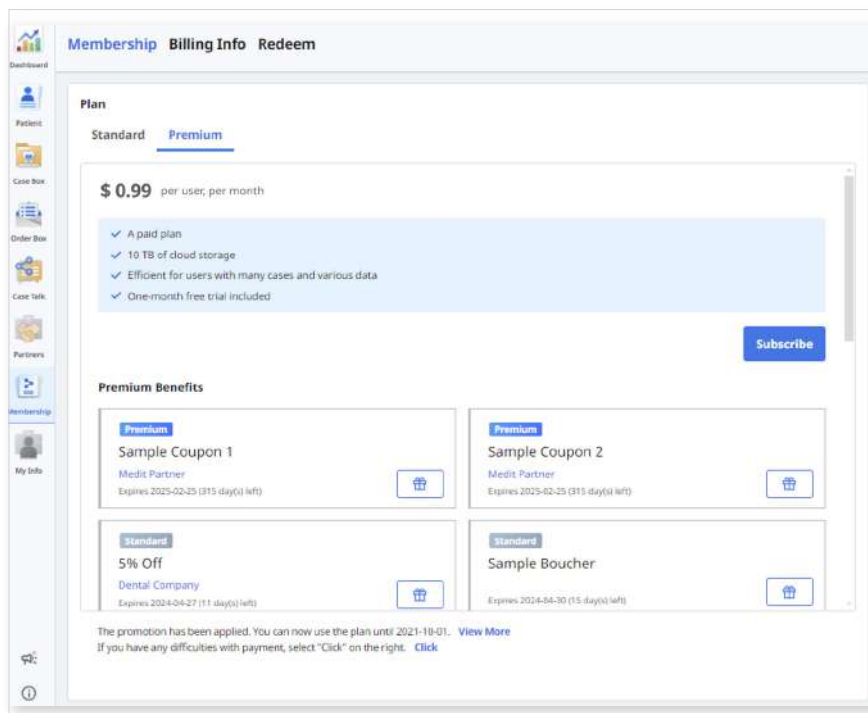 Membership Billing Info Redeem
Dashboard
Patient
Case Box
Order Box
Case Talk
Partners
Membership
My Info
Plan
Standard Premium
$ 0.99 per user, per month
A paid plan
10 TB of cloud storage
Efficient for users with many cases and various data
One-month free trial included
Subscribe
Premium Benefits
Premium
Sample Coupon 1
Medit Partner
Expires 2025-02-25 (315 day(s) left)
Premium
Sample Coupon 2
Medit Partner
Expires 2025-02-25 (315 day(s) left)
Standard
5% Off
Dental Company
Expires 2024-04-27 (11 day(s) left)
Standard
Sample Boucher
Expires 2024-04-30 (15 day(s) left)
The promotion has been applied. You can now use the plan until 2021-10-01. View More
If you have any difficulties with payment, select "Click" on the right. Click